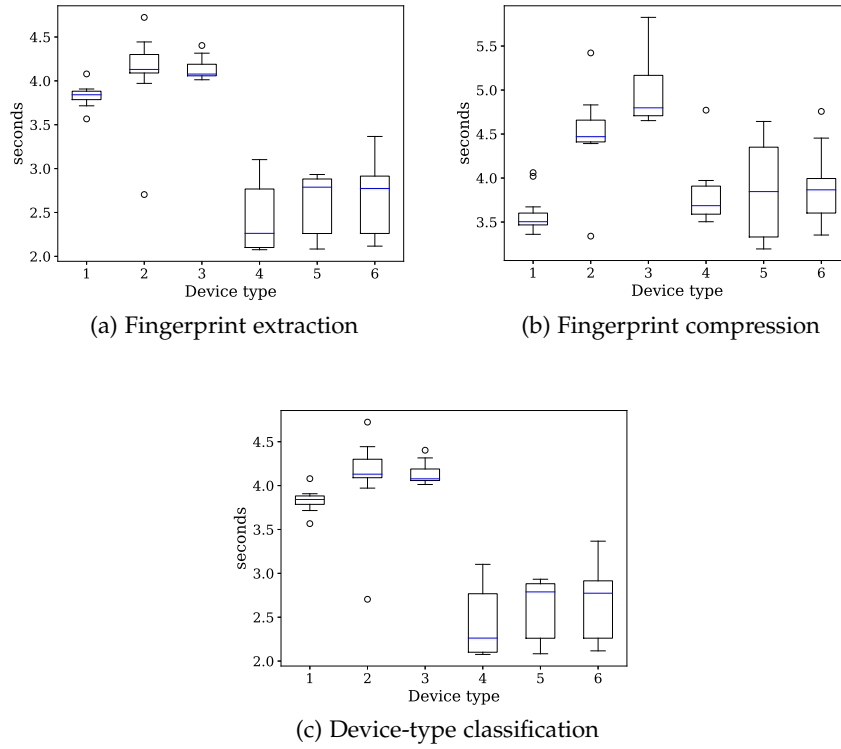 4.5
4.0
3.5
3.0
2.5
2.0
seconds
1 2 3 4 5 6
Device type
(a) Fingerprint extraction
5.5
5.0
4.5
4.0
3.5
seconds
1 2 3 4 5 6
Device type
(b) Fingerprint compression
4.5
4.0
3.5
3.0
2.5
2.0
seconds
1 2 3 4 5 6
Device type
(c) Device-type classification